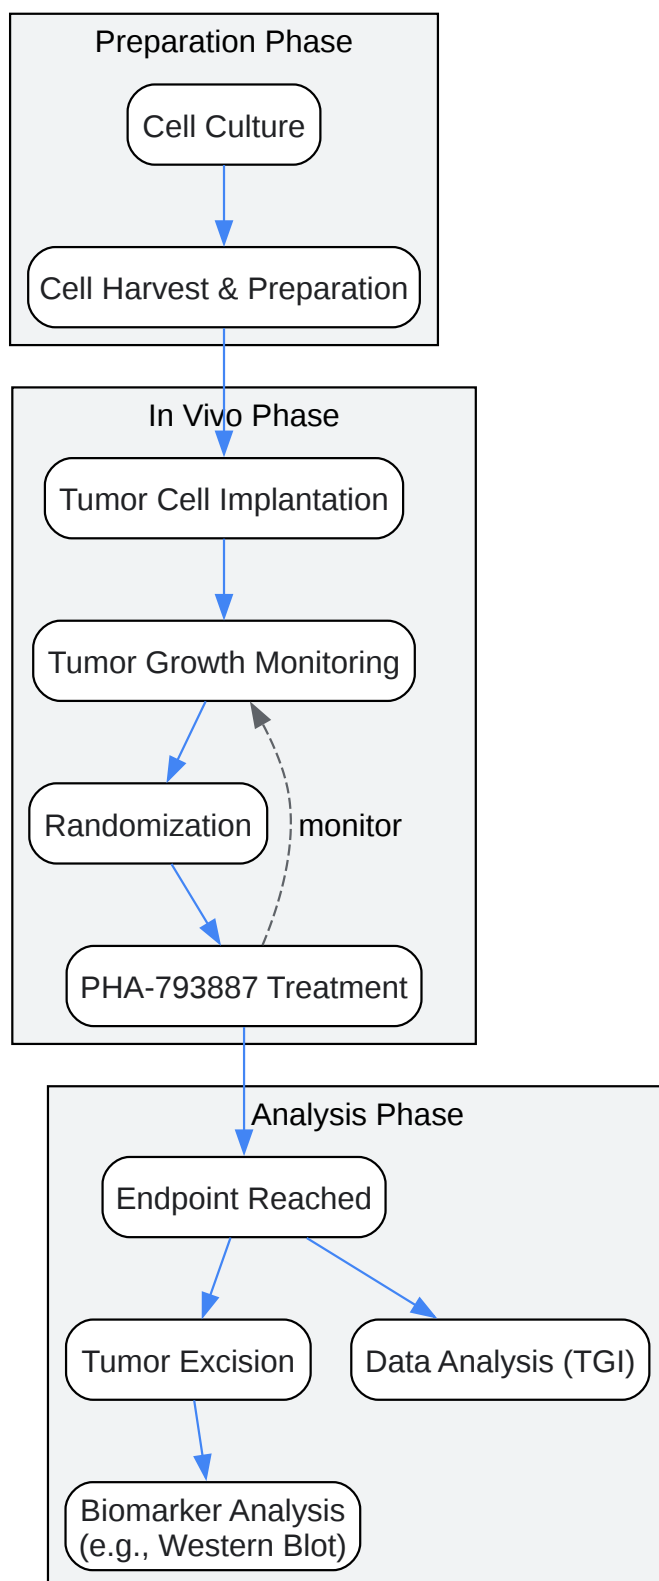 Preparation Phase
Cell Culture
Cell Harvest & Preparation
In Vivo Phase
Tumor Cell Implantation
Tumor Growth Monitoring
Randomization
monitor
PHA-793887 Treatment
Analysis Phase
Endpoint Reached
Tumor Excision
Data Analysis (TGI)
Biomarker Analysis
(e.g., Western Blot)